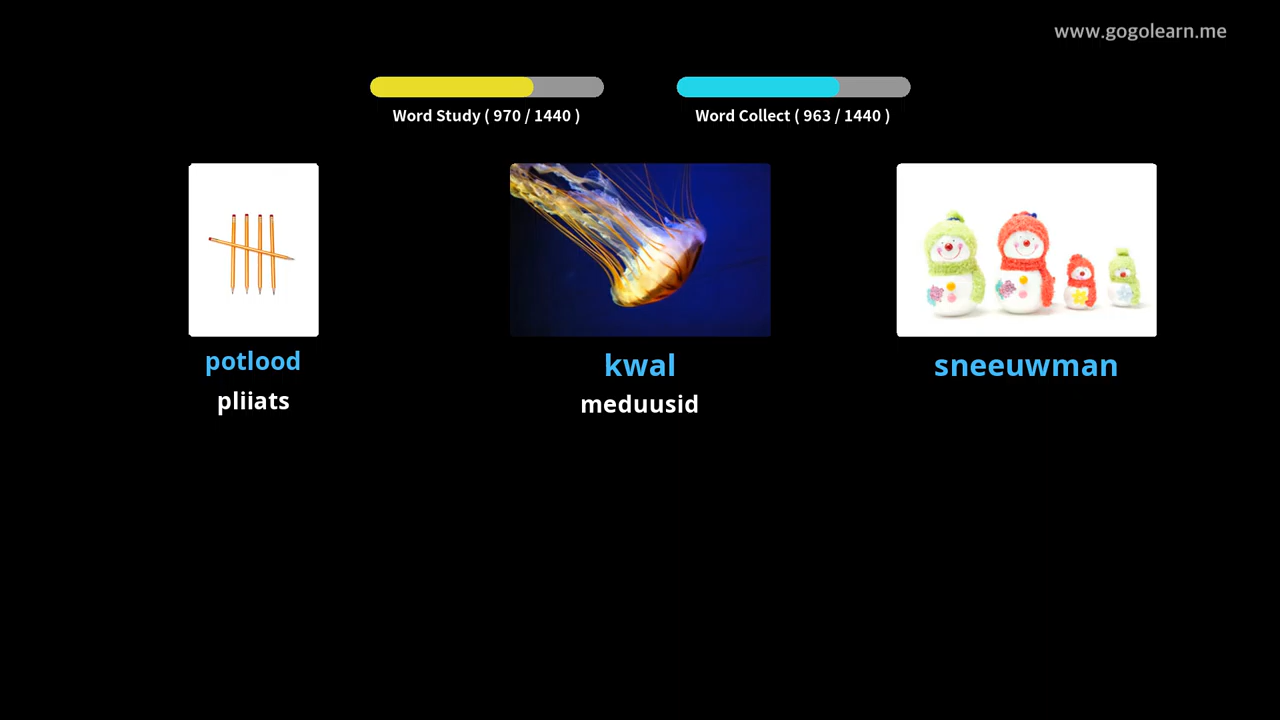 www.gogolearn.me
Word Study ( 970 / 1440 )
Word Collect ( 963 / 1440 )
potlood
pliiats
kwal
meduusid
sneeuwman